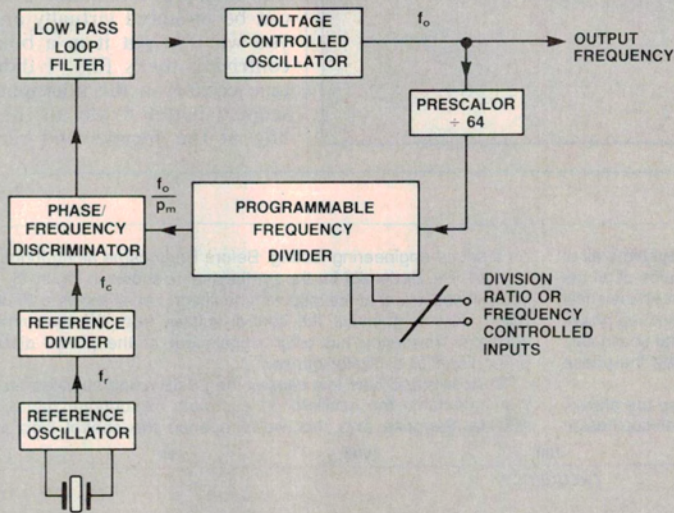 LOW PASS
LOOP
FILTER
VOLTAGE
CONTROLLED
OSCILLATOR
fo
OUTPUT
FREQUENCY
PRESCALOR
÷ 64
PHASE/
FREQUENCY
DISCRIMINATOR
fo
pm
PROGRAMMABLE
FREQUENCY
DIVIDER
fc
DIVISION
RATIO OR
FREQUENCY
CONTROLLED
INPUTS
REFERENCE
DIVIDER
fr
REFERENCE
OSCILLATOR